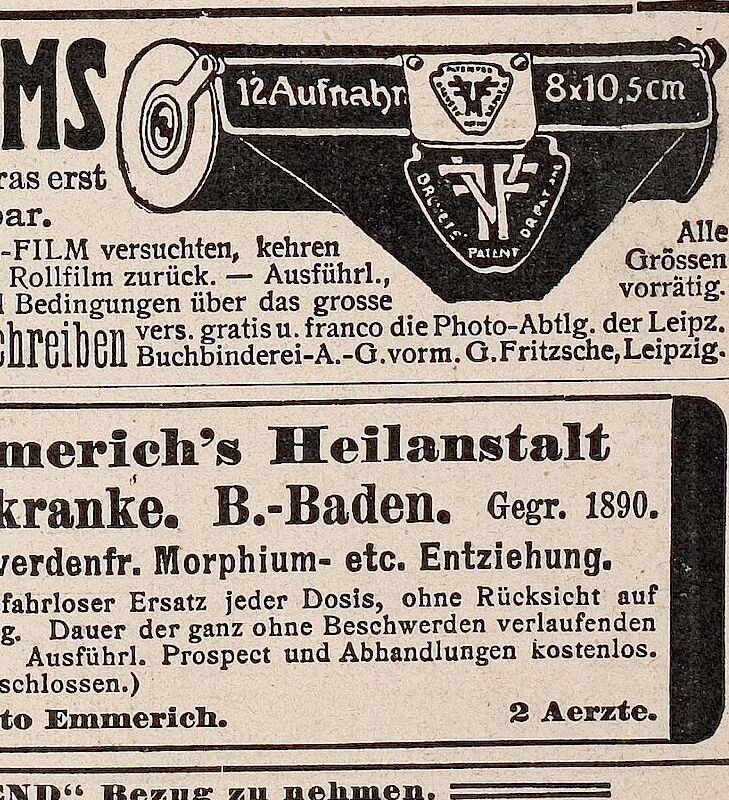 MS
12 Aufnahm
8x10,5cm
PATENT
DRP.ETC
ras erst
bar.
-FILM versuchten, kehren
Rollfilm zurück. — Ausführl.,
Bedingungen über das grosse
Alle
Grössen
vorrätig.
chreiben vers. gratis u. franco die Photo-Abtlg. der Leipz.
Buchbinderei-A.-G. vorm. G. Fritzsche, Leipzig.
merich's Heilanstalt
kranke. B.-Baden. Gegr. 1890.
werdenfr. Morphium- etc. Entziehung.
fahrloser Ersatz jeder Dosis, ohne Rücksicht auf
g. Dauer der ganz ohne Beschwerden verlaufenden
Ausführl. Prospect und Abhandlungen kostenlos.
schlossen.)
to Emmerich. 2 Aerzte.
END“ Bezug zu nehmen.